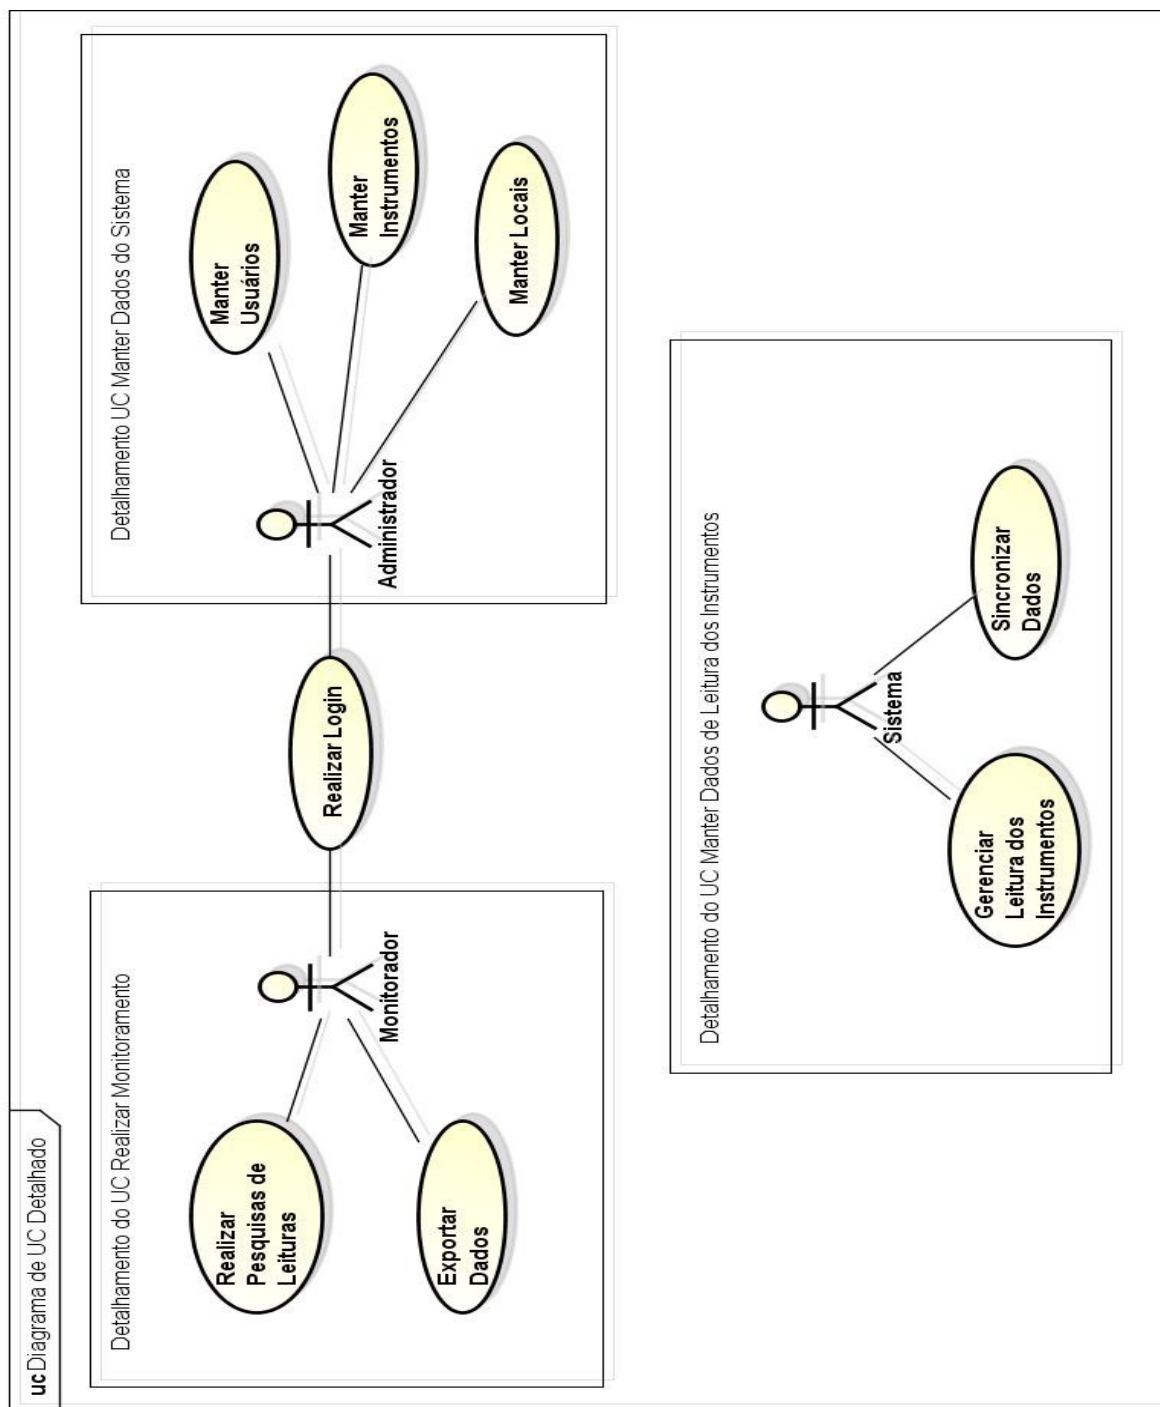 uc Diagrama de UC Detalhado
Detalhamento do UC Realizar Monitoramento
Realizar
Pesquisas de
Leituras
Exportar
Dados
Monitorador
Realizar Login
Detalhamento UC Manter Dados do Sistema
Administrador
Manter
Usuários
Manter
Instrumentos
Manter Locais
Detalhamento do UC Manter Dados de Leitura dos Instrumentos
Sistema
Gerenciar
Leitura dos
Instrumentos
Sincronizar
Dados